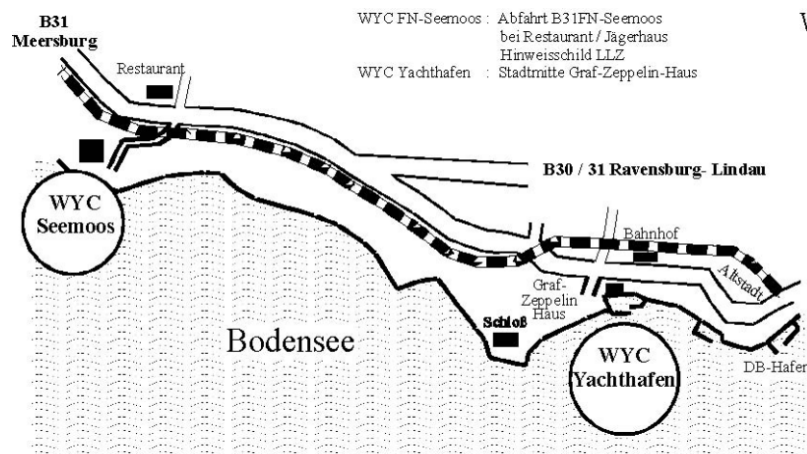 WYC FN-Seemoos : Abfahrt B31FN-Seemoos
bei Restaurant / Jägerhaus
Hinweisschild LLZ
WYC Yachthafen : Stadtmitte Graf-Zeppelin-Haus
B31
Meersburg
Restaurant
B30 / 31 Ravensburg- Lindau
WYC
Seemoos
Bahnhof
Altstadt
Graf-
Zeppelin
Haus
Schloß
Bodensee
WYC
Yachthafen
DB-Hafen